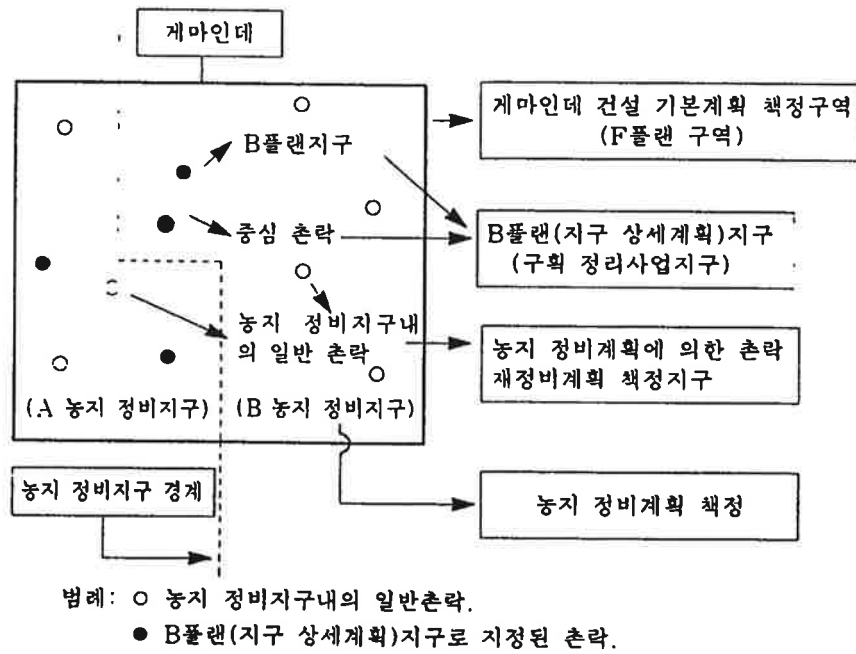 게마인데
게마인데 건설 기본계획 책정구역
(F플랜 구역)
B플랜지구
중심 촌락
B플랜(지구 상세계획)지구
(구획 정리사업지구)
농지 정비지구내
의 일반 촌락
농지 정비계획에 의한 촌락
재정비계획 책정지구
(A 농지 정비지구)
(B 농지 정비지구)
농지 정비지구 경계
농지 정비계획 책정
범례: ○ 농지 정비지구내의 일반촌락.
● B플랜(지구 상세계획)지구로 지정된 촌락.